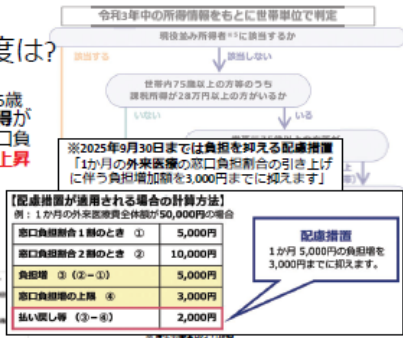 令和3年中の所得情報をもとに世帯単位で判定
現役並み所得者※5に該当するか
度は?
該当する
該当しない
世帯内75歳以上の方等のうち
課税所得が28万円以上の方がいるか
歳
得が
口負
上昇
いない
いる
※2025年9月30日までは負担を抑える配慮措置
「1か月の外来医療の窓口負担割合の引き上げ
に伴う負担増加額を3,000円までに抑えます」
【配慮措置が適用される場合の計算方法】
例：1か月の外来医療費全体額が50,000円の場合
窓口負担割合1割のとき ① 5,000円
窓口負担割合2割のとき ② 10,000円
負担増 ③（②−①） 5,000円
窓口負担増の上限 ④ 3,000円
払い戻し等（③−④） 2,000円
配慮措置
1か月 5,000円の負担増を
3,000円までに抑えます。